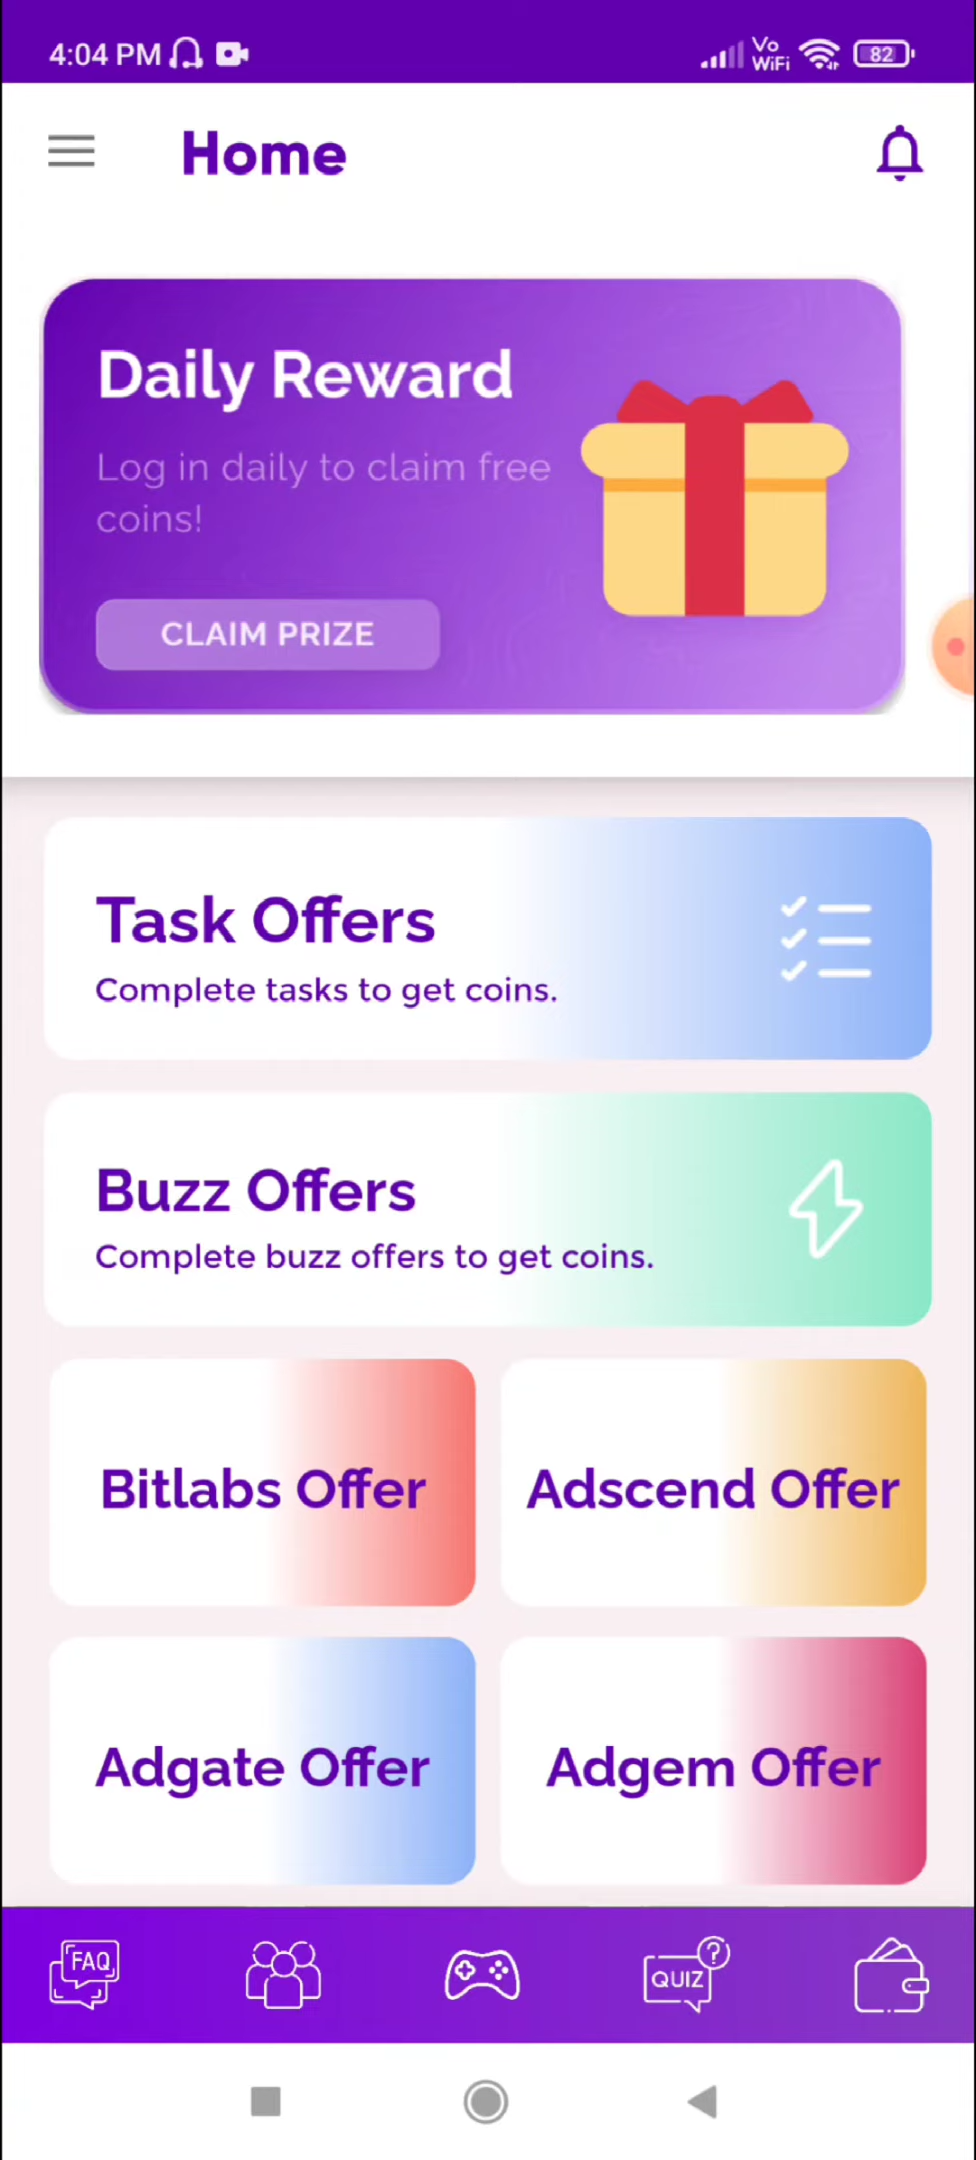 4:04 PM
Vo
WiFi
82
Home
Daily Reward
Log in daily to claim free
coins!
CLAIM PRIZE
Task Offers
Complete tasks to get coins.
Buzz Offers
Complete buzz offers to get coins.
Bitlabs Offer
Adscend Offer
Adgate Offer
Adgem Offer
FAQ
QUIZ
?